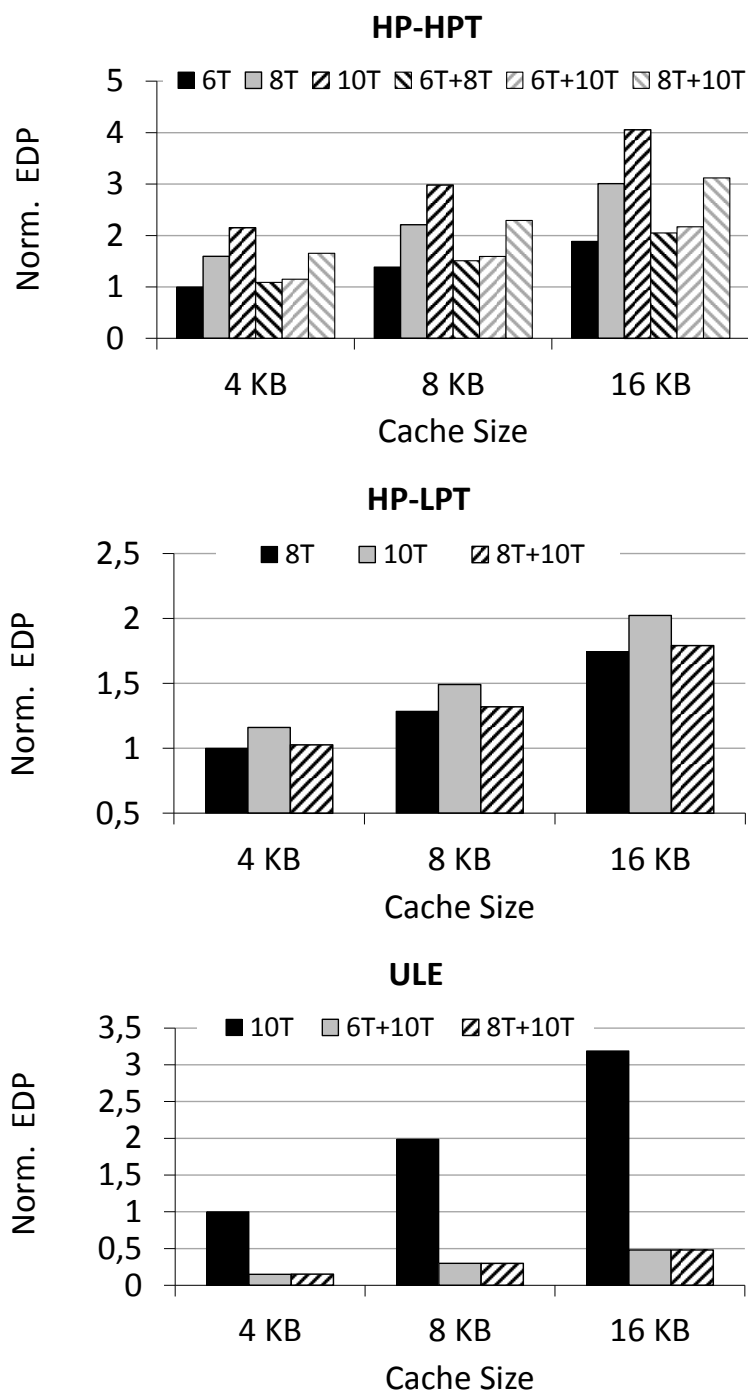 HP-HPT
5
6T 8T 10T 6T+8T 6T+10T 8T+10T
4
3
2
1
0
Norm. EDP
4 KB 8 KB 16 KB
Cache Size
HP-LPT
2,5
8T 10T 8T+10T
2
1,5
1
0,5
Norm. EDP
4 KB 8 KB 16 KB
Cache Size
ULE
3,5
10T 6T+10T 8T+10T
3
2,5
2
1,5
1
0,5
0
Norm. EDP
4 KB 8 KB 16 KB
Cache Size